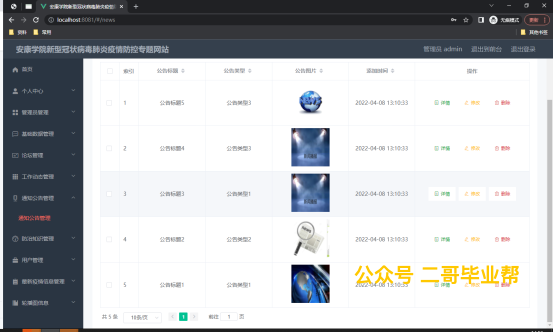 安康学院新型冠状病毒肺炎疫情防控
localhost:8081/#/news
无痕模式
更新
资料
常用
其他书签
安康学院新型冠状病毒肺炎疫情防控专题网站
管理员 admin
退出到前台
退出登录
首页
个人中心
管理员管理
基础数据管理
论坛管理
工作动态管理
通知公告管理
通知公告管理
防治知识管理
用户管理
最新疫情信息管理
轮播图信息
索引 公告标题 公告类型 公告图片 添加时间 操作
1 公告标题5 公告类型3 2022-04-08 13:10:33 详情 修改 删除
2 公告标题4 公告类型3 2022-04-08 13:10:33 详情 修改 删除
3 公告标题3 公告类型1 2022-04-08 13:10:33 详情 修改 删除
4 公告标题2 公告类型2 2022-04-08 13:10:33 详情 修改 删除
5 公告标题1 公告类型1 2022-04-08 13:10:33 详情 修改 删除
公众号 二哥毕业帮
共 5 条 10条/页 1 前往 1 页